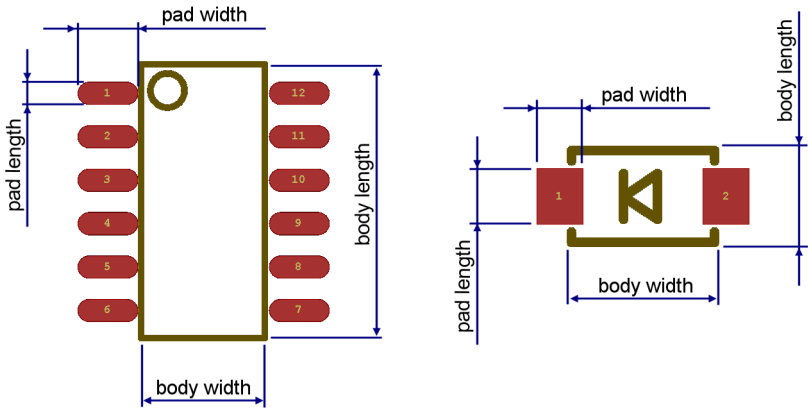 pad width
pad length
1
2
3
4
5
6
12
11
10
9
8
7
body length
body width
pad width
body length
1
2
pad length
body width